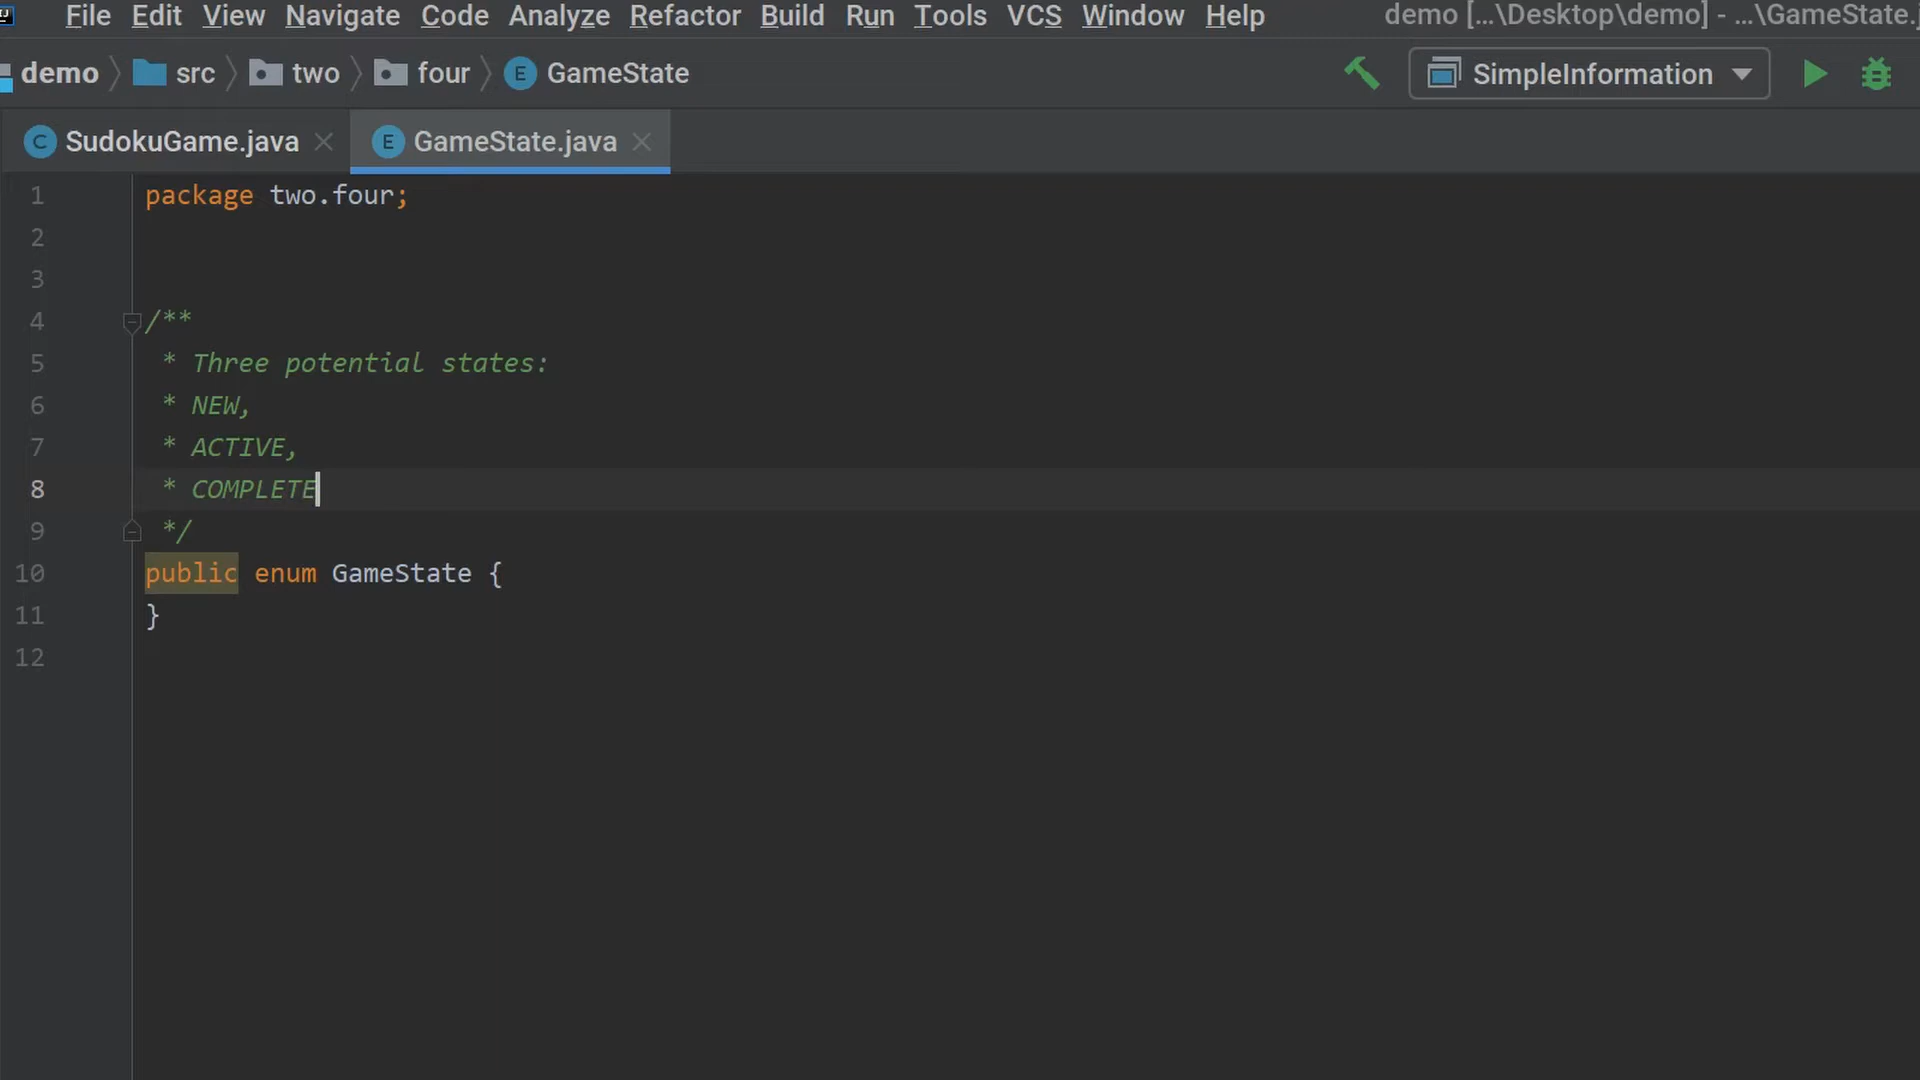 File Edit View Navigate Code Analyze Refactor Build Run Tools VCS Window Help demo [...\Desktop\demo] - ...\GameState.j
demo src two four E GameState SimpleInformation
C SudokuGame.java E GameState.java
1 package two.four;
2
3
4 /**
5 * Three potential states:
6 * NEW,
7 * ACTIVE,
8 * COMPLETE
9 */
10 public enum GameState {
11 }
12